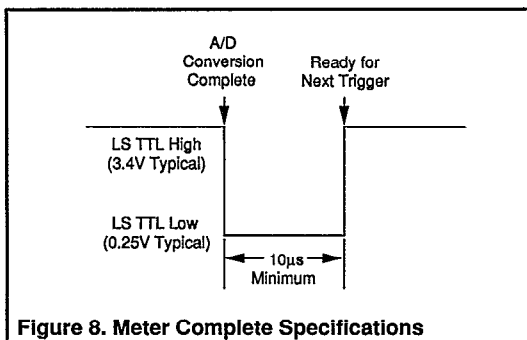 A/D
Conversion
Complete
Ready for
Next Trigger
LS TTL High
(3.4V Typical)
LS TTL Low
(0.25V Typical)
10µs
Minimum
Figure 8. Meter Complete Specifications